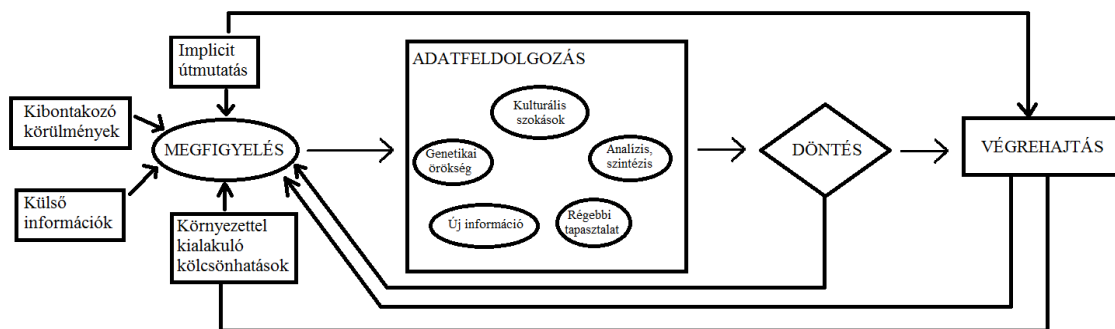 Implicit
útmutatás
Kibontakozó
körülmények
MEGFIGYELÉS
Külső
információk
Környezettel
kialakuló
kölcsönhatások
ADATFELDOLGOZÁS
Kulturális
szokások
Genetikai
örökség
Analízis,
szintézis
Új információ
Régebbi
tapasztalat
DÖNTÉS
VÉGREHAJTÁS